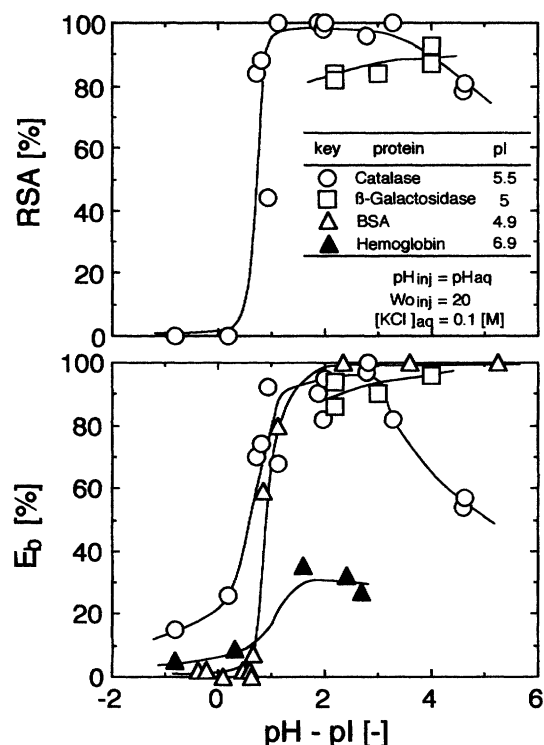 100
80
60
40
20
0
RSA [%]
key protein pI
Catalase 5.5
ß-Galactosidase 5
BSA 4.9
Hemoglobin 6.9
pHinj = pHaq
Woinj = 20
[KCl]aq = 0.1 [M]
100
80
60
40
20
0
Eb [%]
-2 0 2 4 6
pH - pI [-]